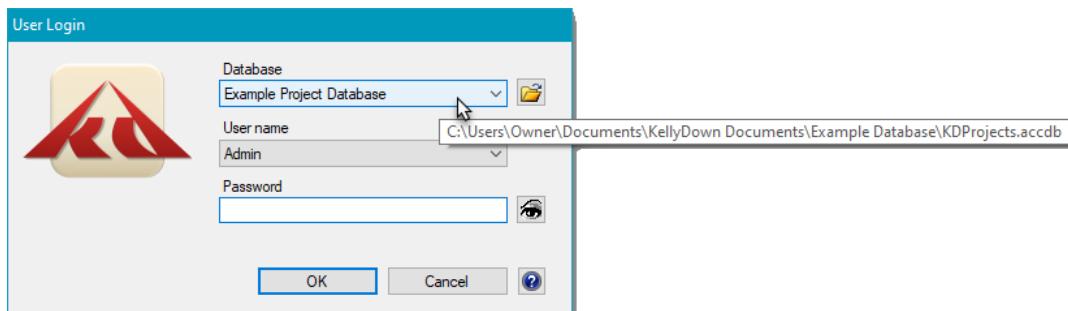 User Login
Database
Example Project Database
User name
C:\Users\Owner\Documents\KellyDown Documents\Example Database\KDProjects.accdb
Admin
Password
OK
Cancel